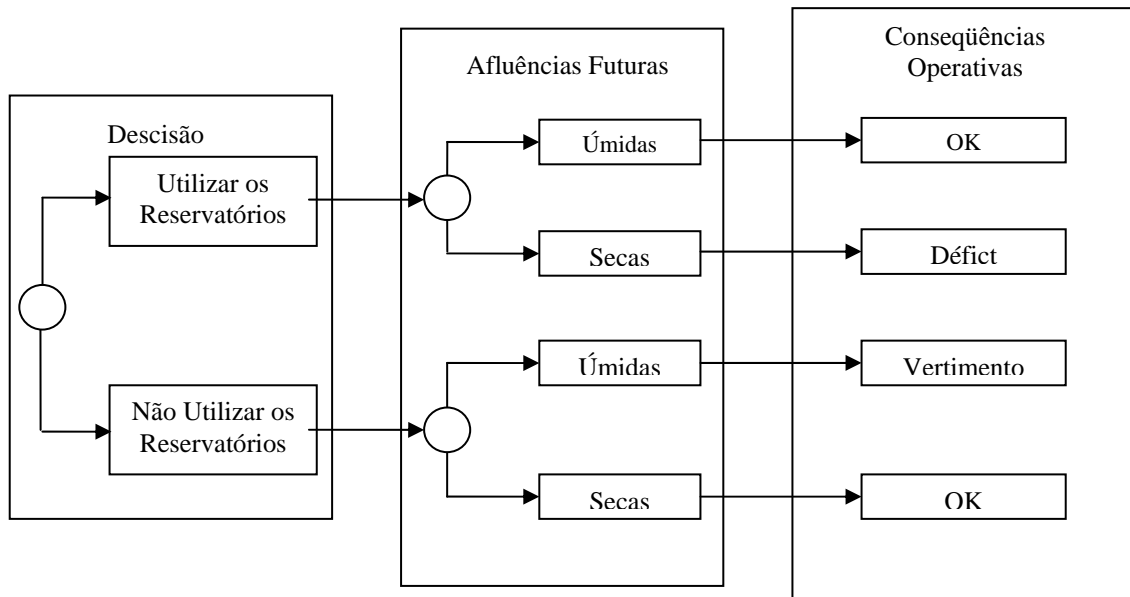 Descisão
Utilizar os
Reservatórios
Não Utilizar os
Reservatórios
Afluências Futuras
Úmidas
Secas
Úmidas
Secas
Conseqüências
Operativas
OK
Défict
Vertimento
OK